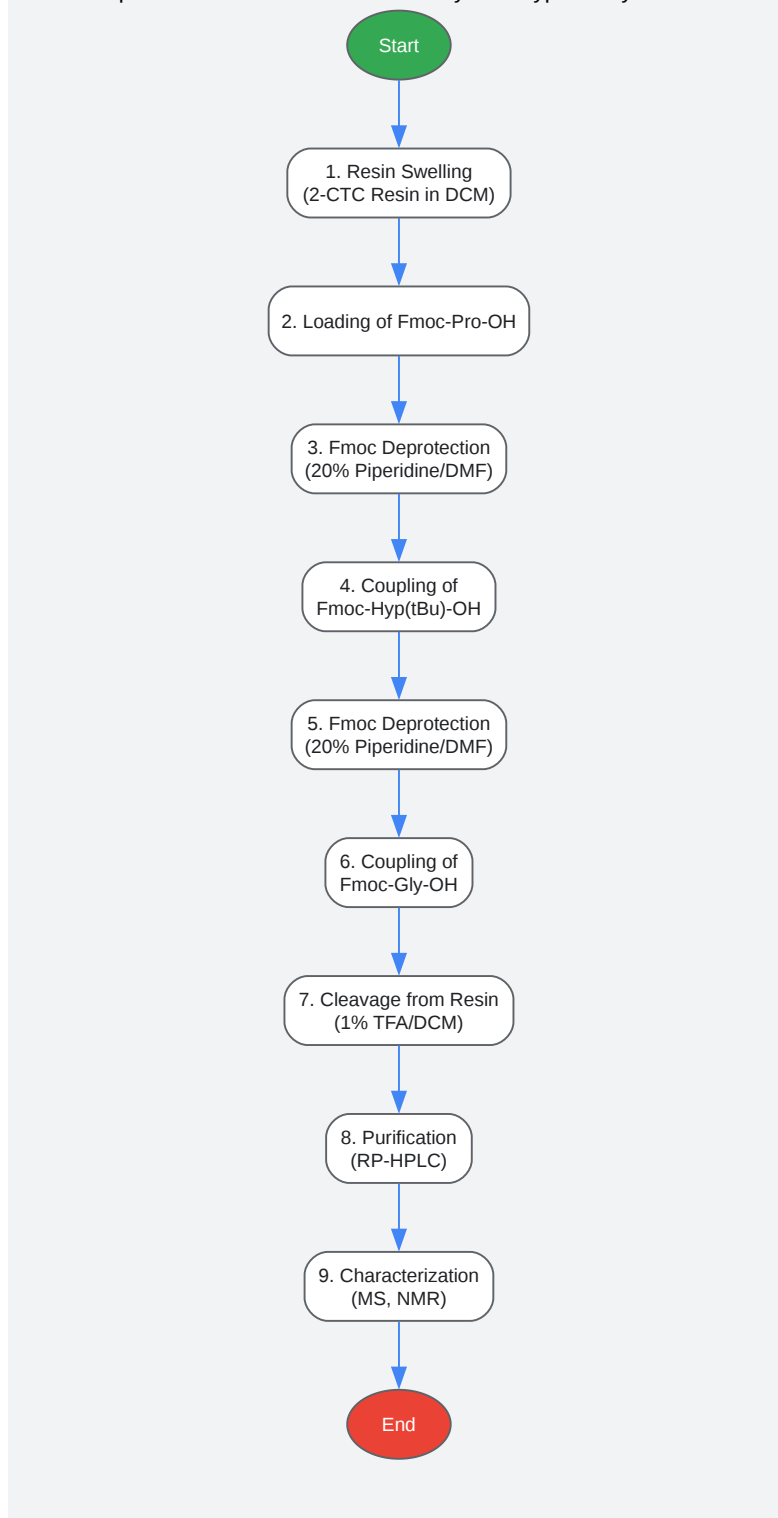 Start
1. Resin Swelling
(2-CTC Resin in DCM)
2. Loading of Fmoc-Pro-OH
3. Fmoc Deprotection
(20% Piperidine/DMF)
4. Coupling of
Fmoc-Hyp(tBu)-OH
5. Fmoc Deprotection
(20% Piperidine/DMF)
6. Coupling of
Fmoc-Gly-OH
7. Cleavage from Resin
(1% TFA/DCM)
8. Purification
(RP-HPLC)
9. Characterization
(MS, NMR)
End